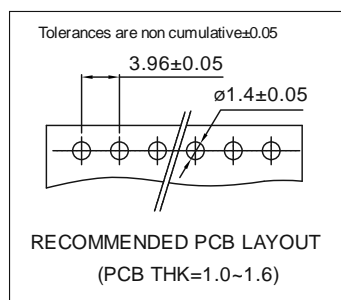 Tolerances are non cumulative±0.05
3.96±0.05
ø1.4±0.05
RECOMMENDED PCB LAYOUT
(PCB THK=1.0~1.6)